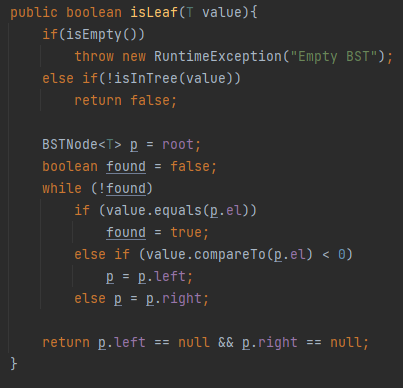 public boolean isLeaf(T value){
    if(isEmpty())
        throw new RuntimeException("Empty BST");
    else if(!isInTree(value))
        return false;

    BSTNode<T> p = root;
    boolean found = false;
    while (!found)
        if (value.equals(p.el))
            found = true;
        else if (value.compareTo(p.el) < 0)
            p = p.left;
        else p = p.right;

    return p.left == null && p.right == null;
}